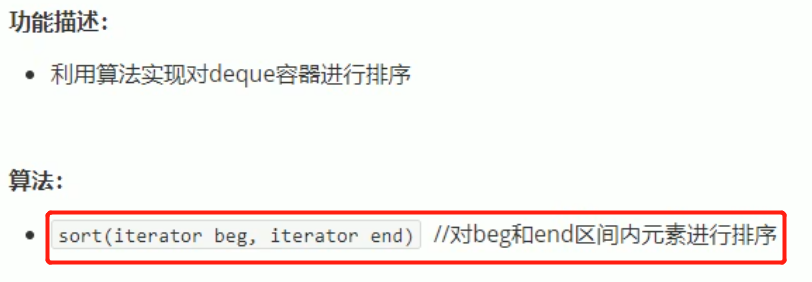 功能描述：
• 利用算法实现对deque容器进行排序
算法：
• sort(iterator beg, iterator end) //对beg和end区间内元素进行排序